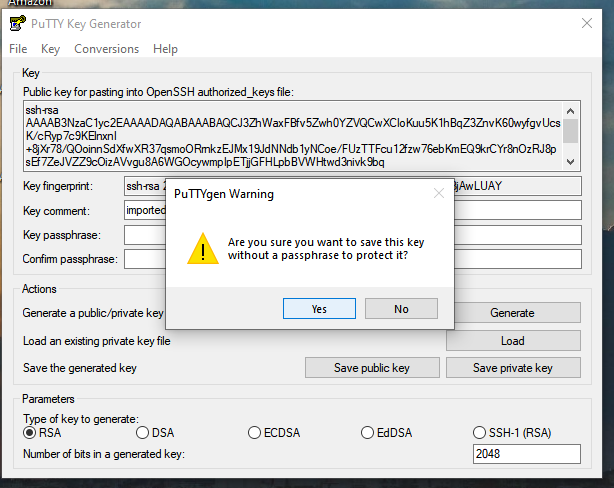 Amazon
PuTTY Key Generator
File Key Conversions Help
Key
Public key for pasting into OpenSSH authorized_keys file:
ssh-rsa
AAAAB3NzaC1yc2EAAAADAQABAAABAQCJ3ZhWaxFBfv5Zwh0YZVQCwXCloKuu5K1hBqZ3ZnvK60wyfgvUcs
K/cRyp7c9KElnxnI
+8jXr78/QOoinnSdXfwXR37qsmoORmkzEJMx19JdNNdb1yNCoe/FUzTTFcu12fzw76ebKmEQ9krCYr8nOzRJ8p
sEf7ZeJVZZ9cOizAVvgu8A6WGOcywmpIpETjjGFHLpbBVWHtwd3nivk9bq
Key fingerprint: ssh-rsa 2
jAwLUAY
Key comment: imported
Key passphrase:
Confirm passphrase:
PuTTYgen Warning
Are you sure you want to save this key
without a passphrase to protect it?
Yes No
Actions
Generate a public/private key Generate
Load an existing private key file Load
Save the generated key Save public key Save private key
Parameters
Type of key to generate:
RSA DSA ECDSA EdDSA SSH-1 (RSA)
Number of bits in a generated key: 2048